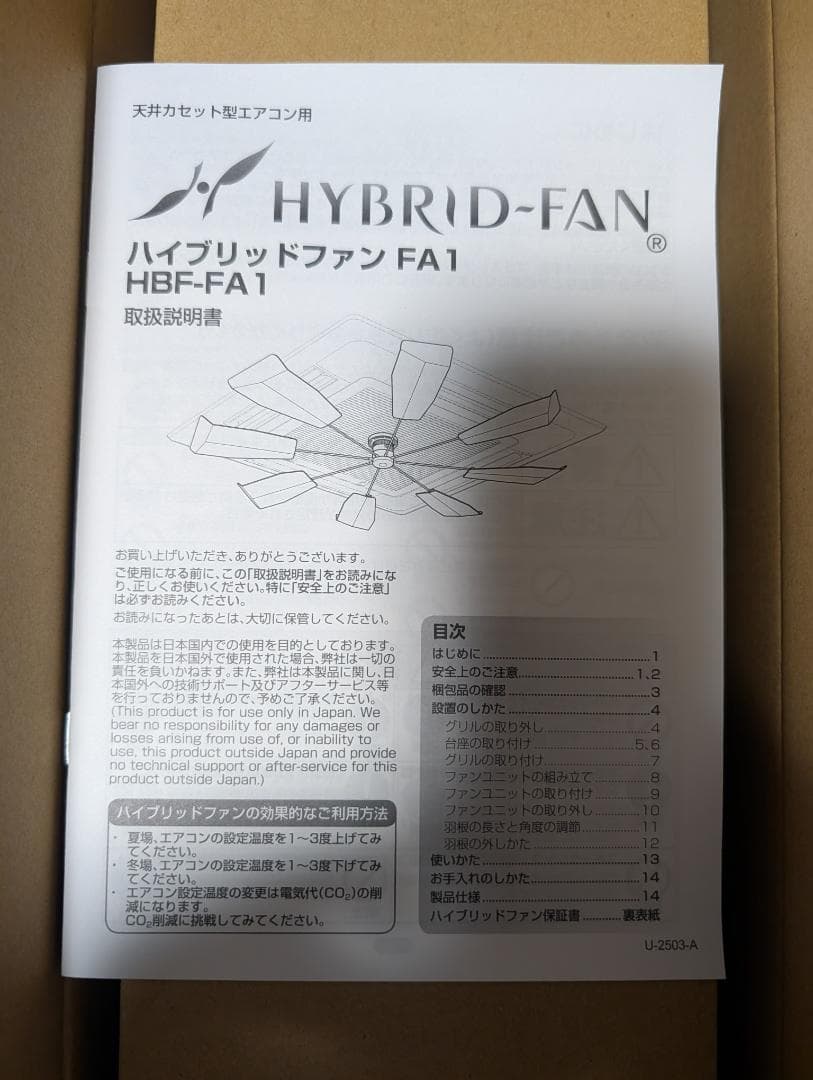 天井カセット型エアコン用
HYBRID-FAN®
ハイブリッドファン FA1
HBF-FA1
取扱説明書
お買い上げいただき、ありがとうございます。
ご使用になる前に、この「取扱説明書」をお読みにな
り、正しくお使いください。特に「安全上のご注意」
は必ずお読みください。
お読みになったあとは、大切に保管してください。
本製品は日本国内での使用を目的としております。
本製品を日本国外で使用された場合、弊社は一切の
責任を負いかねます。また、弊社は本製品に関し、日
本国外への技術サポート及びアフターサービス等
を行っておりませんので、予めご了承ください。
(This product is for use only in Japan. We
bear no responsibility for any damages or
losses arising from use of, or inability to
use, this product outside Japan and provide
no technical support or after-service for this
product outside Japan.)
ハイブリッドファンの効果的なご利用方法
・ 夏場、エアコンの設定温度を1〜3度上げてみ
てください。
・ 冬場、エアコンの設定温度を1〜3度下げてみ
てください。
・ エアコン設定温度の変更は電気代(CO₂)の削
減になります。
CO₂削減に挑戦してみてください。
目次
はじめに..............................1
安全上のご注意....................1、2
梱包品の確認.........................3
設置のしかた.........................4
グリルの取り外し....................4
台座の取り付け....................5、6
グリルの取り付け....................7
ファンユニットの組み立て..........8
ファンユニットの取り付け..........9
ファンユニットの取り外し..........10
羽根の長さと角度の調節............11
羽根の外しかた....................12
使いかた..............................13
お手入れのしかた....................14
製品仕様..............................14
ハイブリッドファン保証書..........裏表紙
U-2503-A